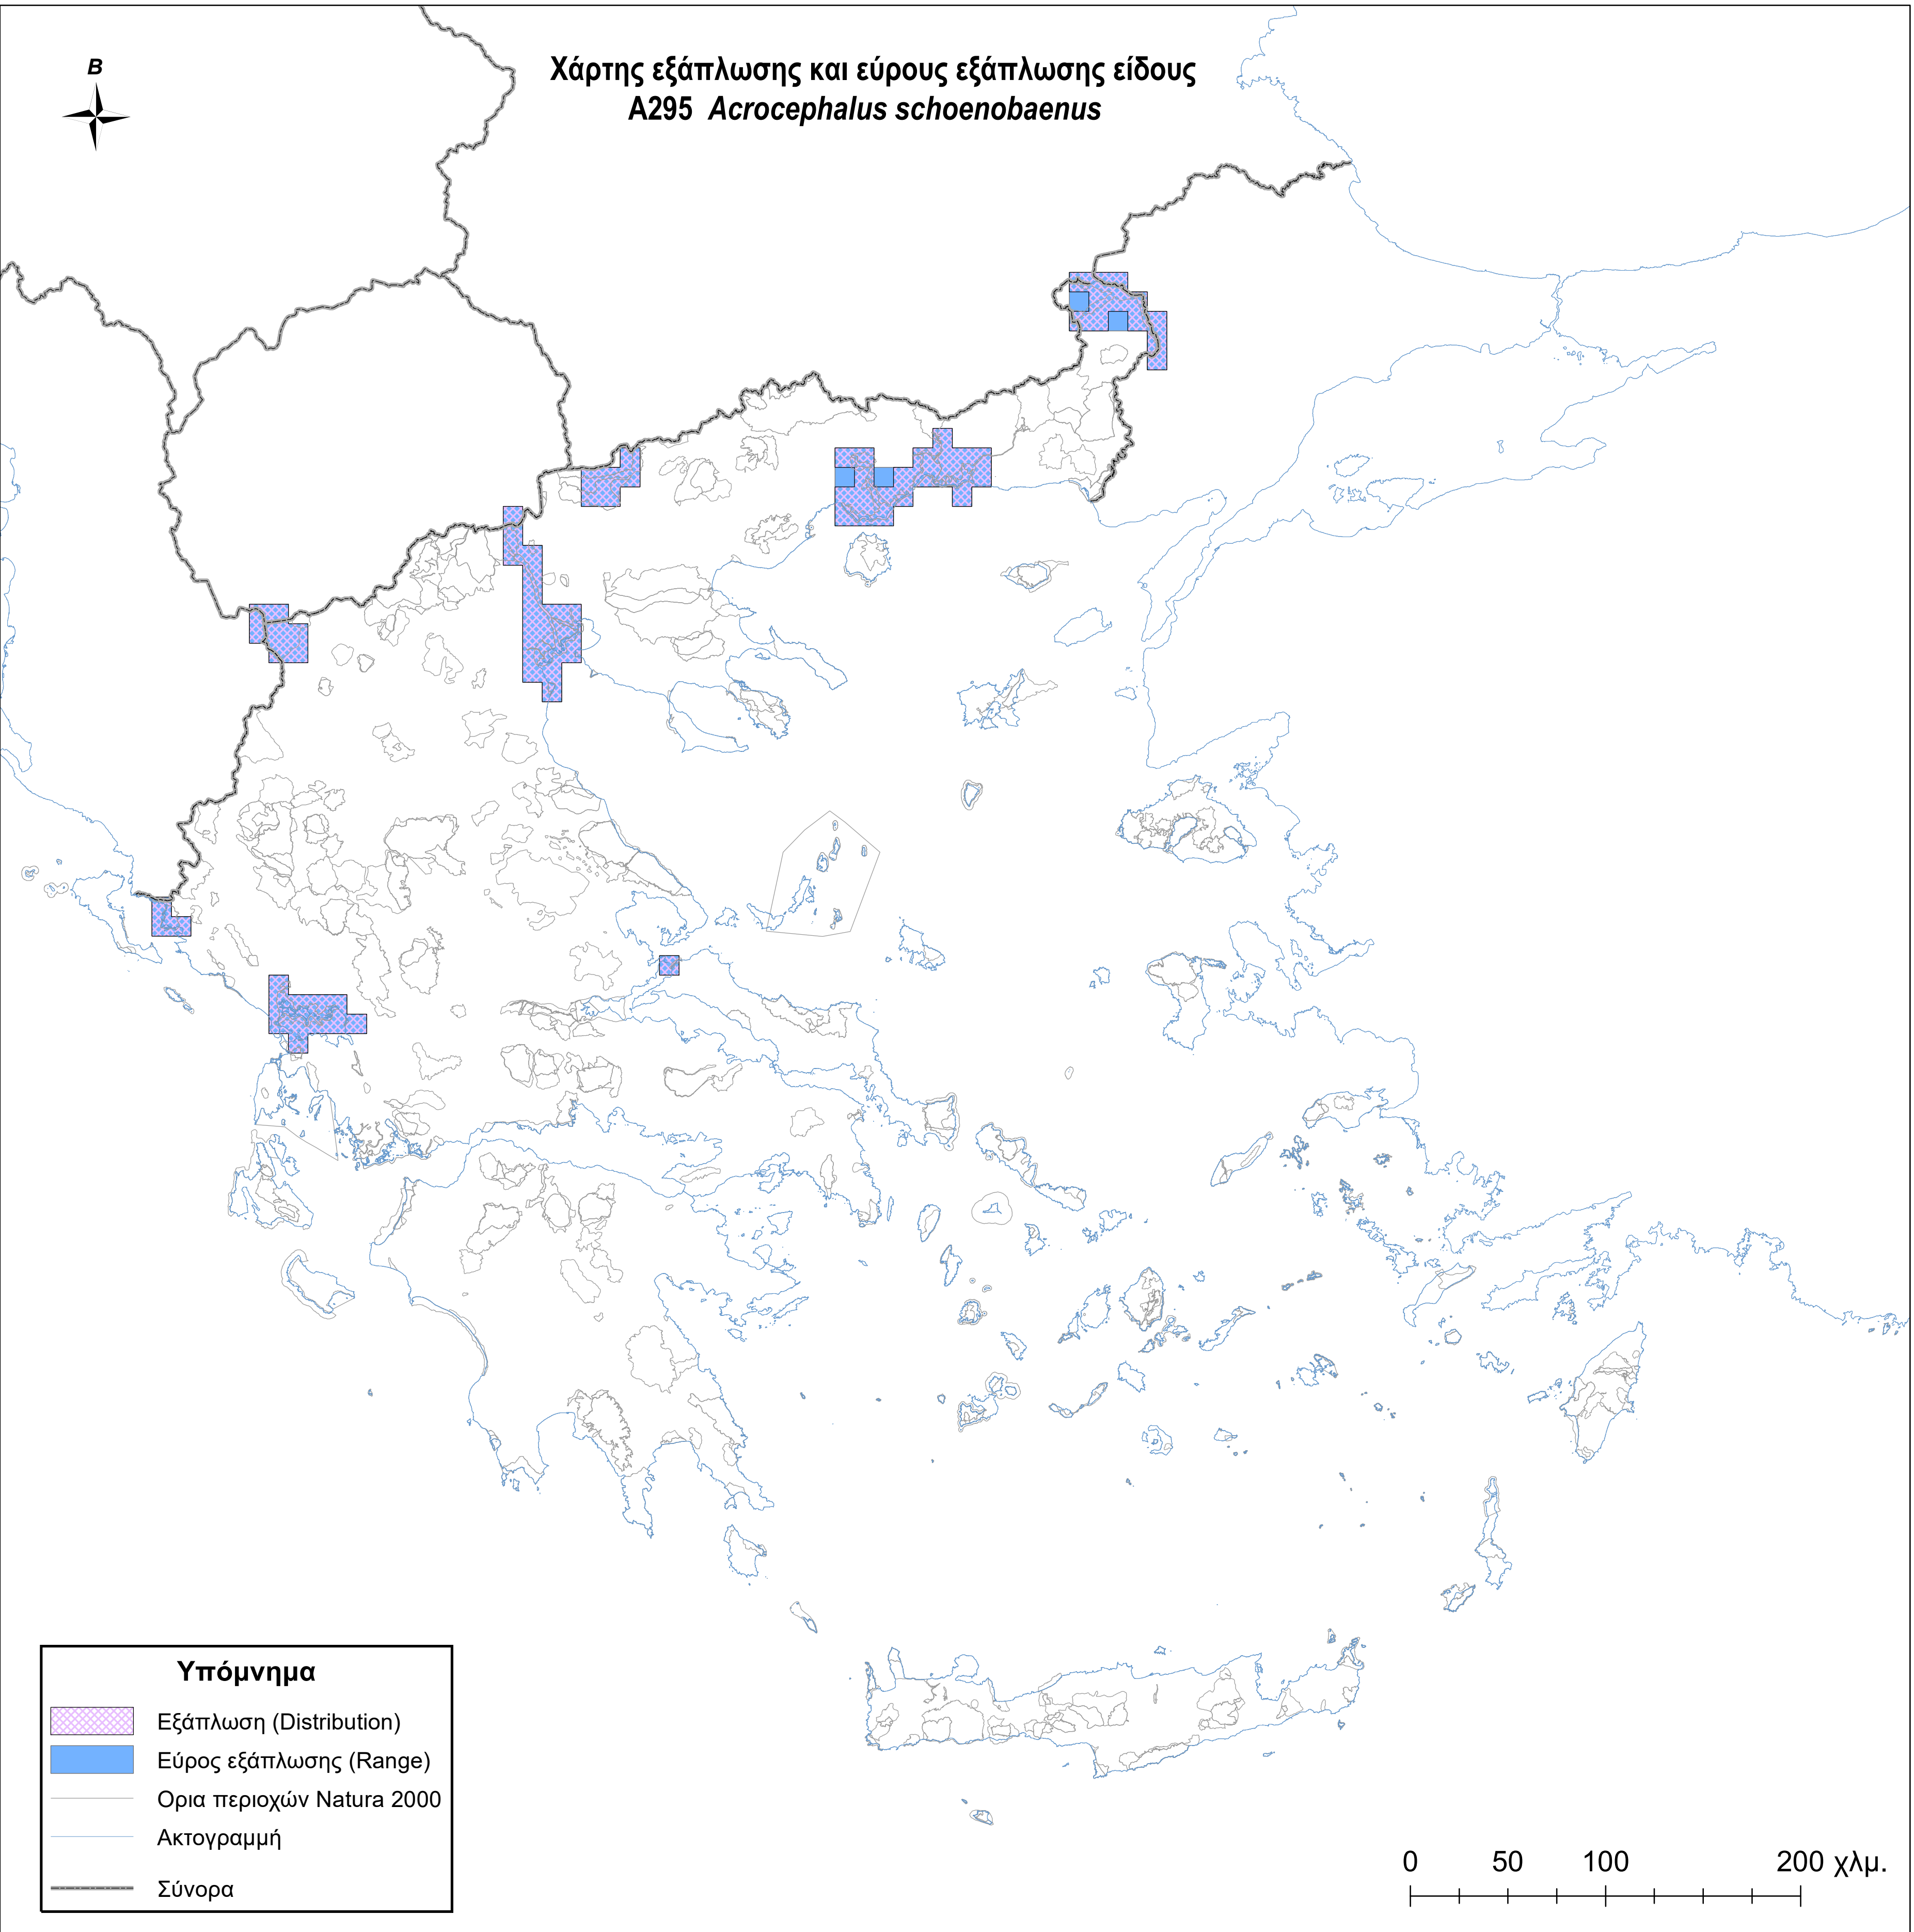 Β
Χάρτης εξάπλωσης και εύρους εξάπλωσης είδους
A295 Acrocephalus schoenobaenus
Υπόμνημα
Εξάπλωση (Distribution)
Εύρος εξάπλωσης (Range)
Ορια περιοχών Natura 2000
Ακτογραμμή
Σύνορα
0 50 100 200 χλμ.